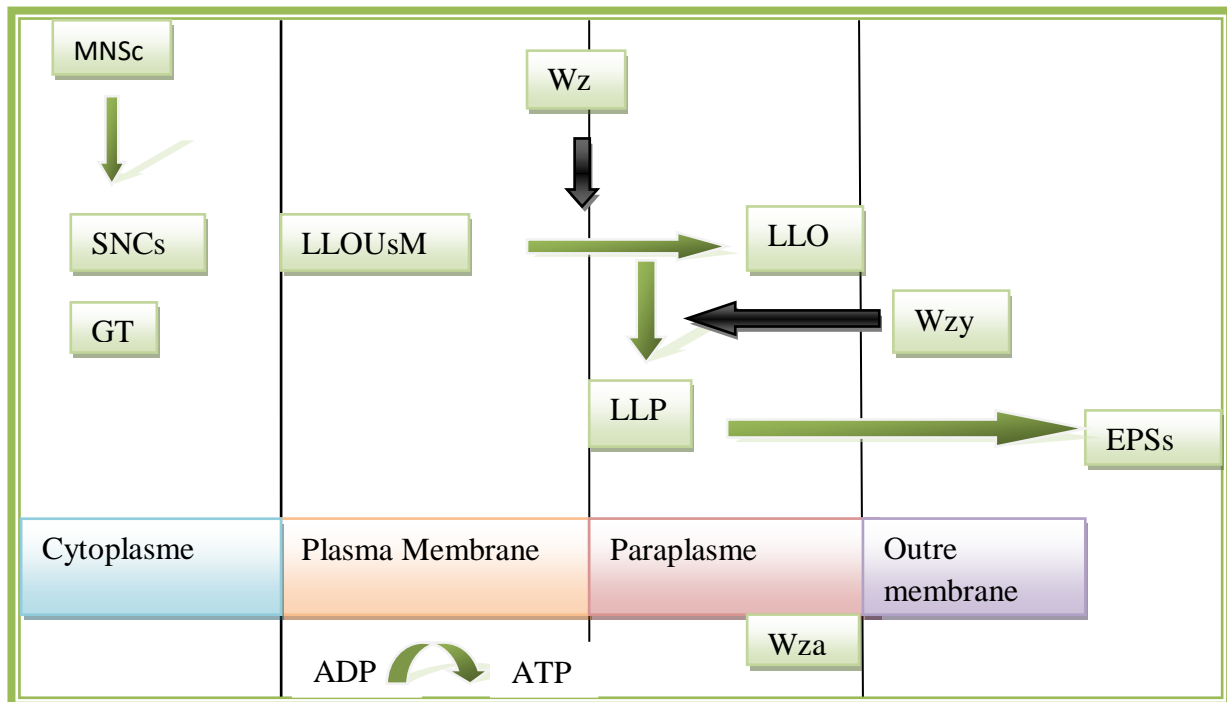 MNSc
Wz
SNCs
LLOUsM
LLO
GT
Wzy
LLP
EPSs
Cytoplasme
Plasma Membrane
Paraplasme
Outre
membrane
Wza
ADP
ATP